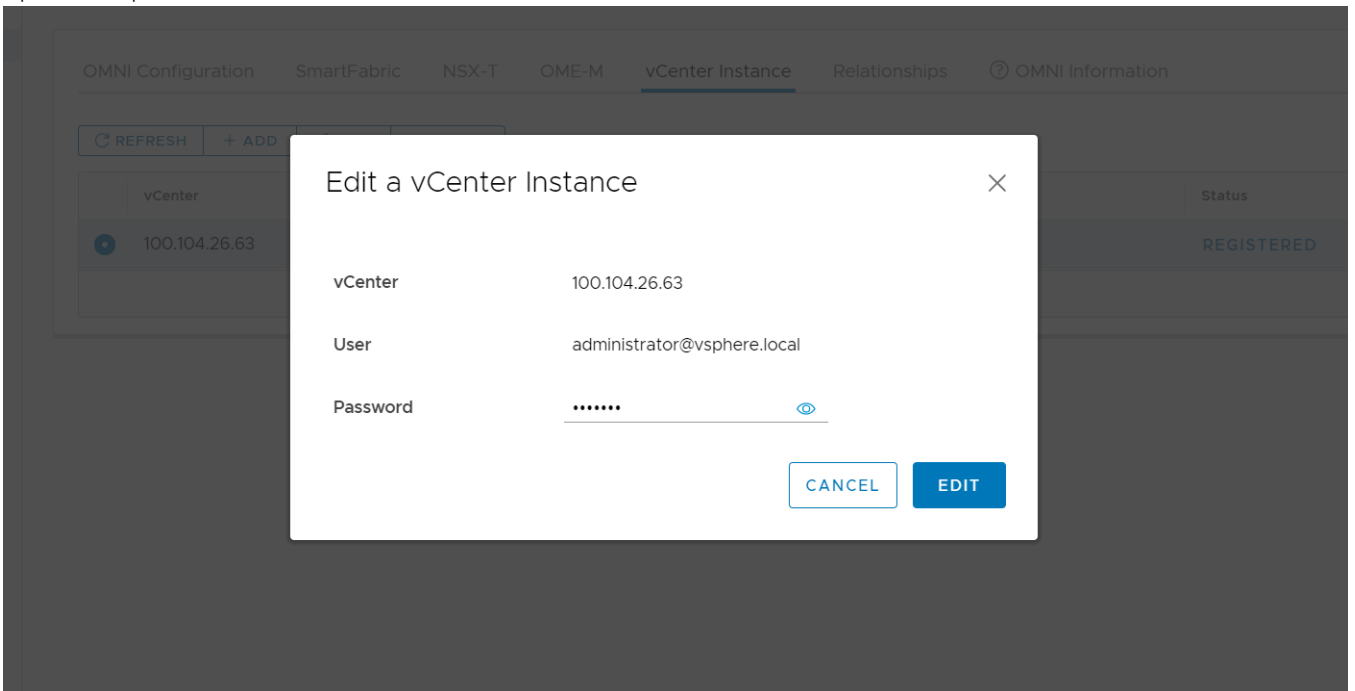 OMNI Configuration SmartFabric NSX-T OME-M vCenter Instance Relationships ? OMNI Information
REFRESH + ADD
Edit a vCenter Instance
vCenter Status
100.104.26.63 REGISTERED
vCenter 100.104.26.63
User administrator@vsphere.local
Password •••••••
CANCEL EDIT